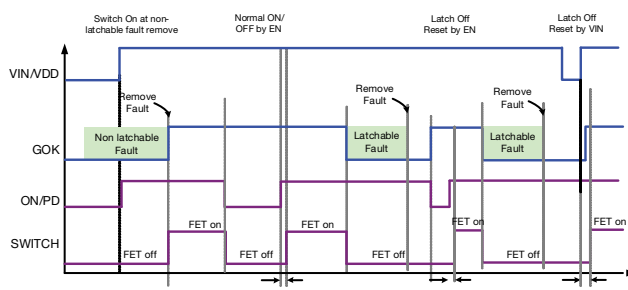 Switch On at non-
latchable fault remove
Normal ON/
OFF by EN
Latch Off
Reset by EN
Latch Off
Reset by VIN
VIN/VDD
Remove
Fault
Remove
Fault
Remove
Fault
Non latchable
Fault
Latchable
Fault
Latchable
Fault
GOK
ON/PD
FET on
FET on
FET on
FET on
SWITCH
FET off
FET off
FET off
FET off